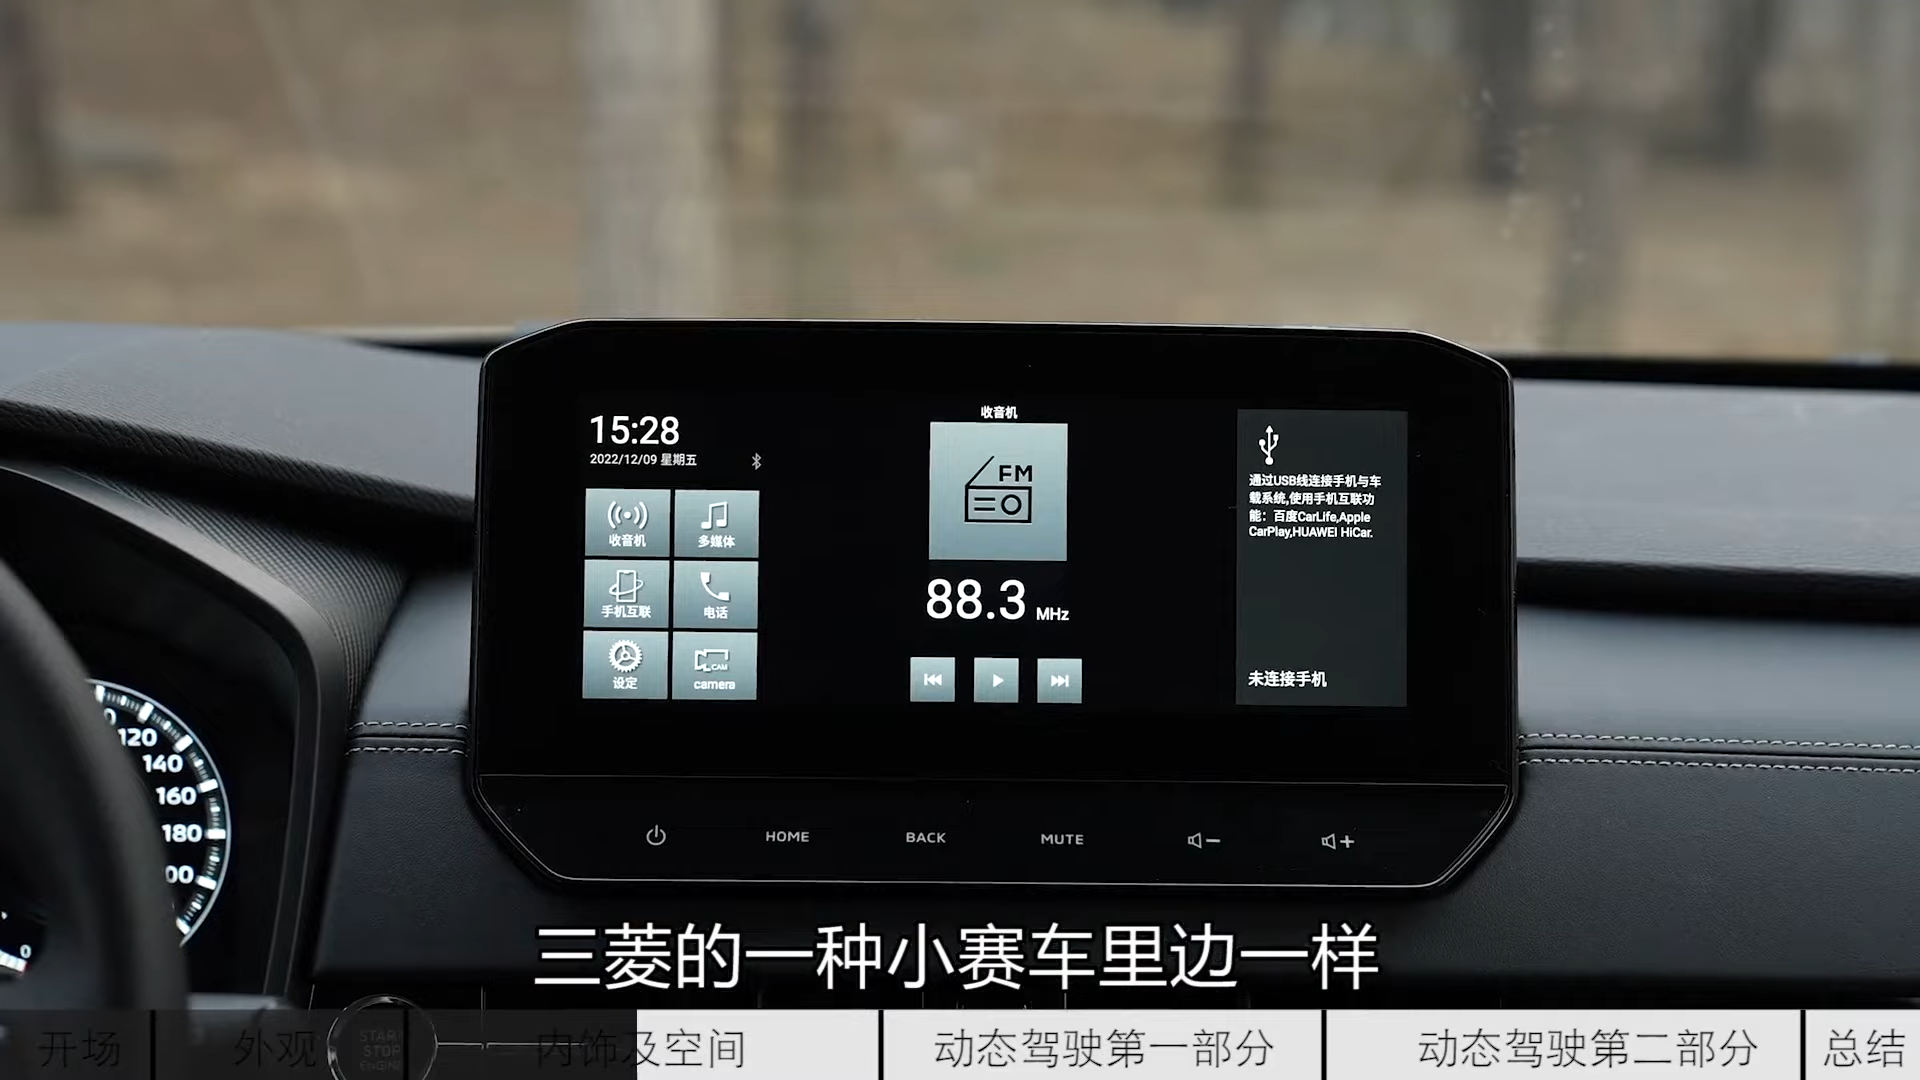 15:28
2022/12/09 星期五
收音机
多媒体
手机互联
电话
设定
CAM
camera
收音机
FM
88.3 MHz
通过USB线连接手机与车
载系统,使用手机互联功
能：百度CarLife,Apple
CarPlay,HUAWEI HiCar.
未连接手机
HOME
BACK
MUTE
120
140
160
180
0
三菱的一种小赛车里边一样
START
STOP
ENGINE
开场
外观
内饰及空间
动态驾驶第一部分
动态驾驶第二部分
总结